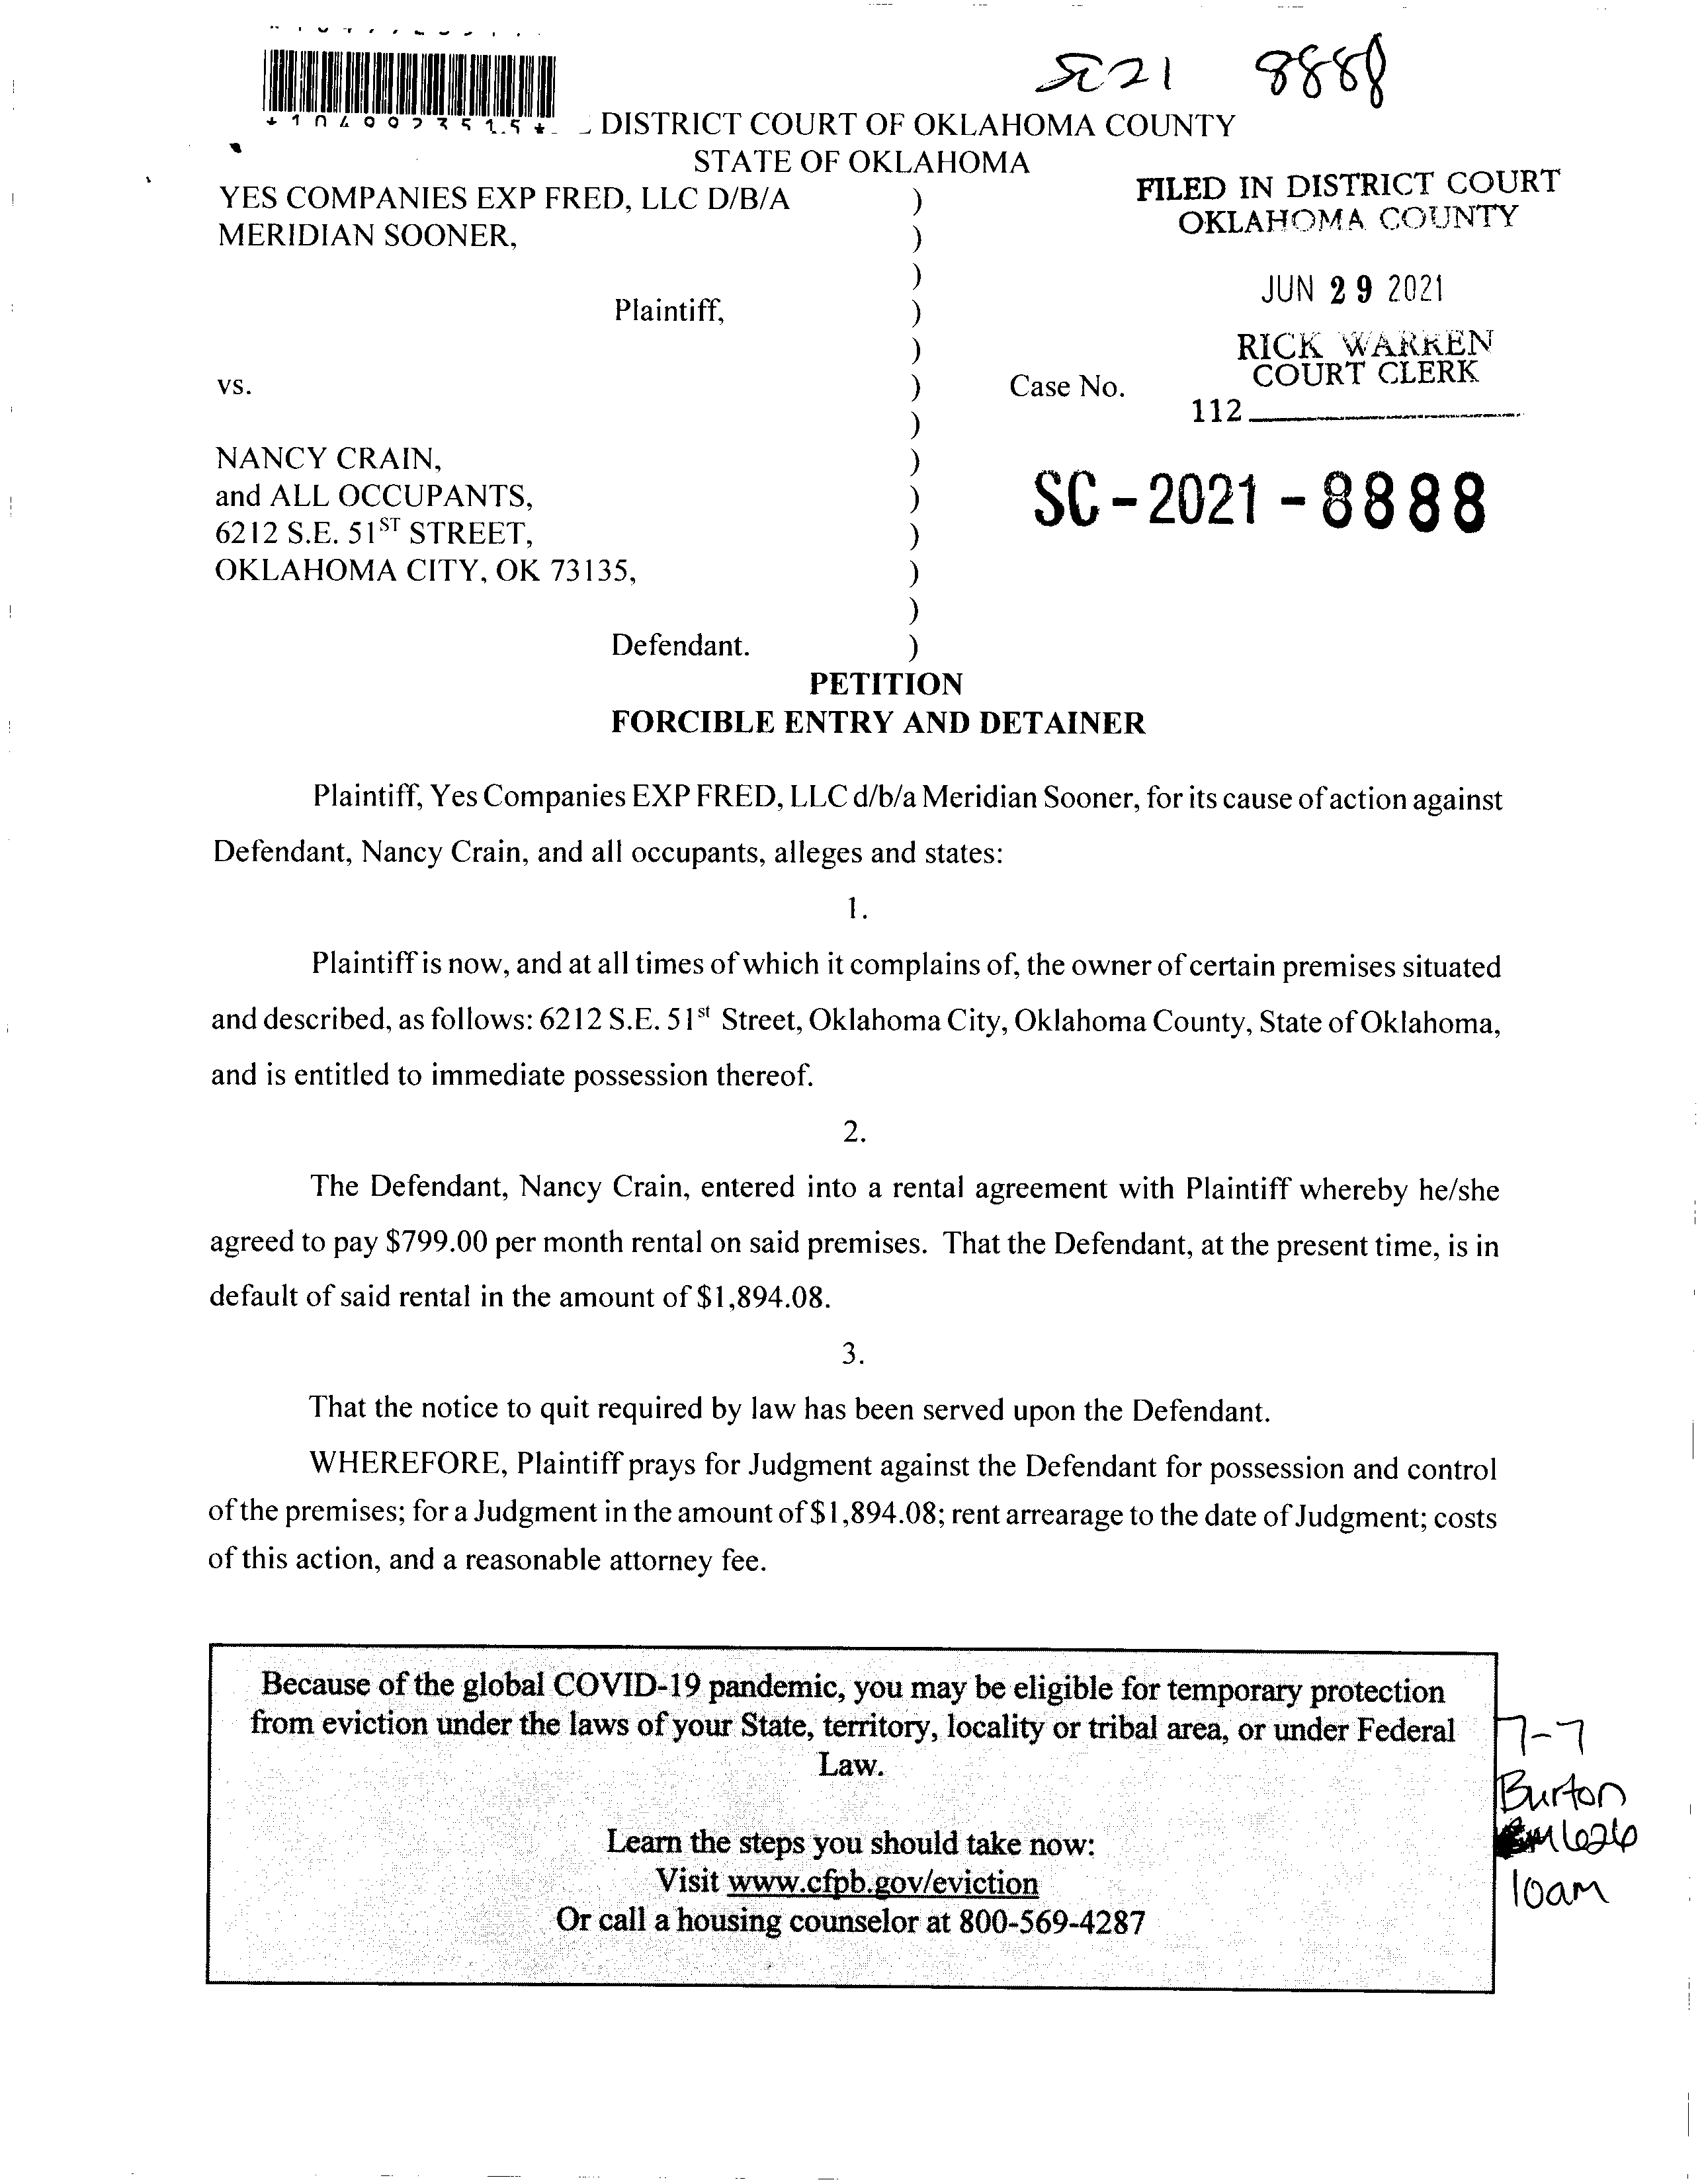 SC21 8888
DISTRICT COURT OF OKLAHOMA COUNTY
STATE OF OKLAHOMA
FILED IN DISTRICT COURT
OKLAHOMA COUNTY
JUN 29 2021
RICK WARREN
COURT CLERK
112
YES COMPANIES EXP FRED, LLC D/B/A )
MERIDIAN SOONER, )
)
Plaintiff, )
)
vs. ) Case No.
)
NANCY CRAIN, )
and ALL OCCUPANTS, ) SC-2021-8888
6212 S.E. 51ST STREET, )
OKLAHOMA CITY, OK 73135, )
)
Defendant. )
PETITION
FORCIBLE ENTRY AND DETAINER
Plaintiff, Yes Companies EXP FRED, LLC d/b/a Meridian Sooner, for its cause of action against
Defendant, Nancy Crain, and all occupants, alleges and states:
1.
Plaintiff is now, and at all times of which it complains of, the owner of certain premises situated
and described, as follows: 6212 S.E. 51st Street, Oklahoma City, Oklahoma County, State of Oklahoma,
and is entitled to immediate possession thereof.
2.
The Defendant, Nancy Crain, entered into a rental agreement with Plaintiff whereby he/she
agreed to pay $799.00 per month rental on said premises. That the Defendant, at the present time, is in
default of said rental in the amount of $1,894.08.
3.
That the notice to quit required by law has been served upon the Defendant.
WHEREFORE, Plaintiff prays for Judgment against the Defendant for possession and control
of the premises; for a Judgment in the amount of $1,894.08; rent arrearage to the date of Judgment; costs
of this action, and a reasonable attorney fee.
Because of the global COVID-19 pandemic, you may be eligible for temporary protection
from eviction under the laws of your State, territory, locality or tribal area, or under Federal
Law.
Learn the steps you should take now:
Visit www.cfpb.gov/eviction
Or call a housing counselor at 800-569-4287
7-7
Burton
626
10am